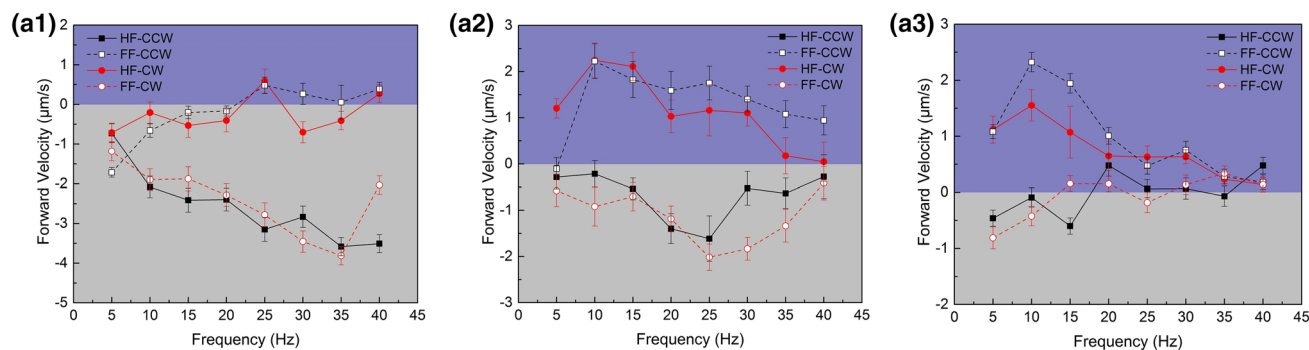 (a1)
2
1
0
-1
-2
-3
-4
-5
Forward Velocity (μm/s)
HF-CCW
FF-CCW
HF-CW
FF-CW
0 5 10 15 20 25 30 35 40 45
Frequency (Hz)
(a2)
3
2
1
0
-1
-2
-3
Forward Velocity (μm/s)
HF-CCW
FF-CCW
HF-CW
FF-CW
0 5 10 15 20 25 30 35 40 45
Frequency (Hz)
(a3)
3
2
1
0
-1
-2
Forward Velocity (μm/s)
HF-CCW
FF-CCW
HF-CW
FF-CW
0 5 10 15 20 25 30 35 40 45
Frequency (Hz)